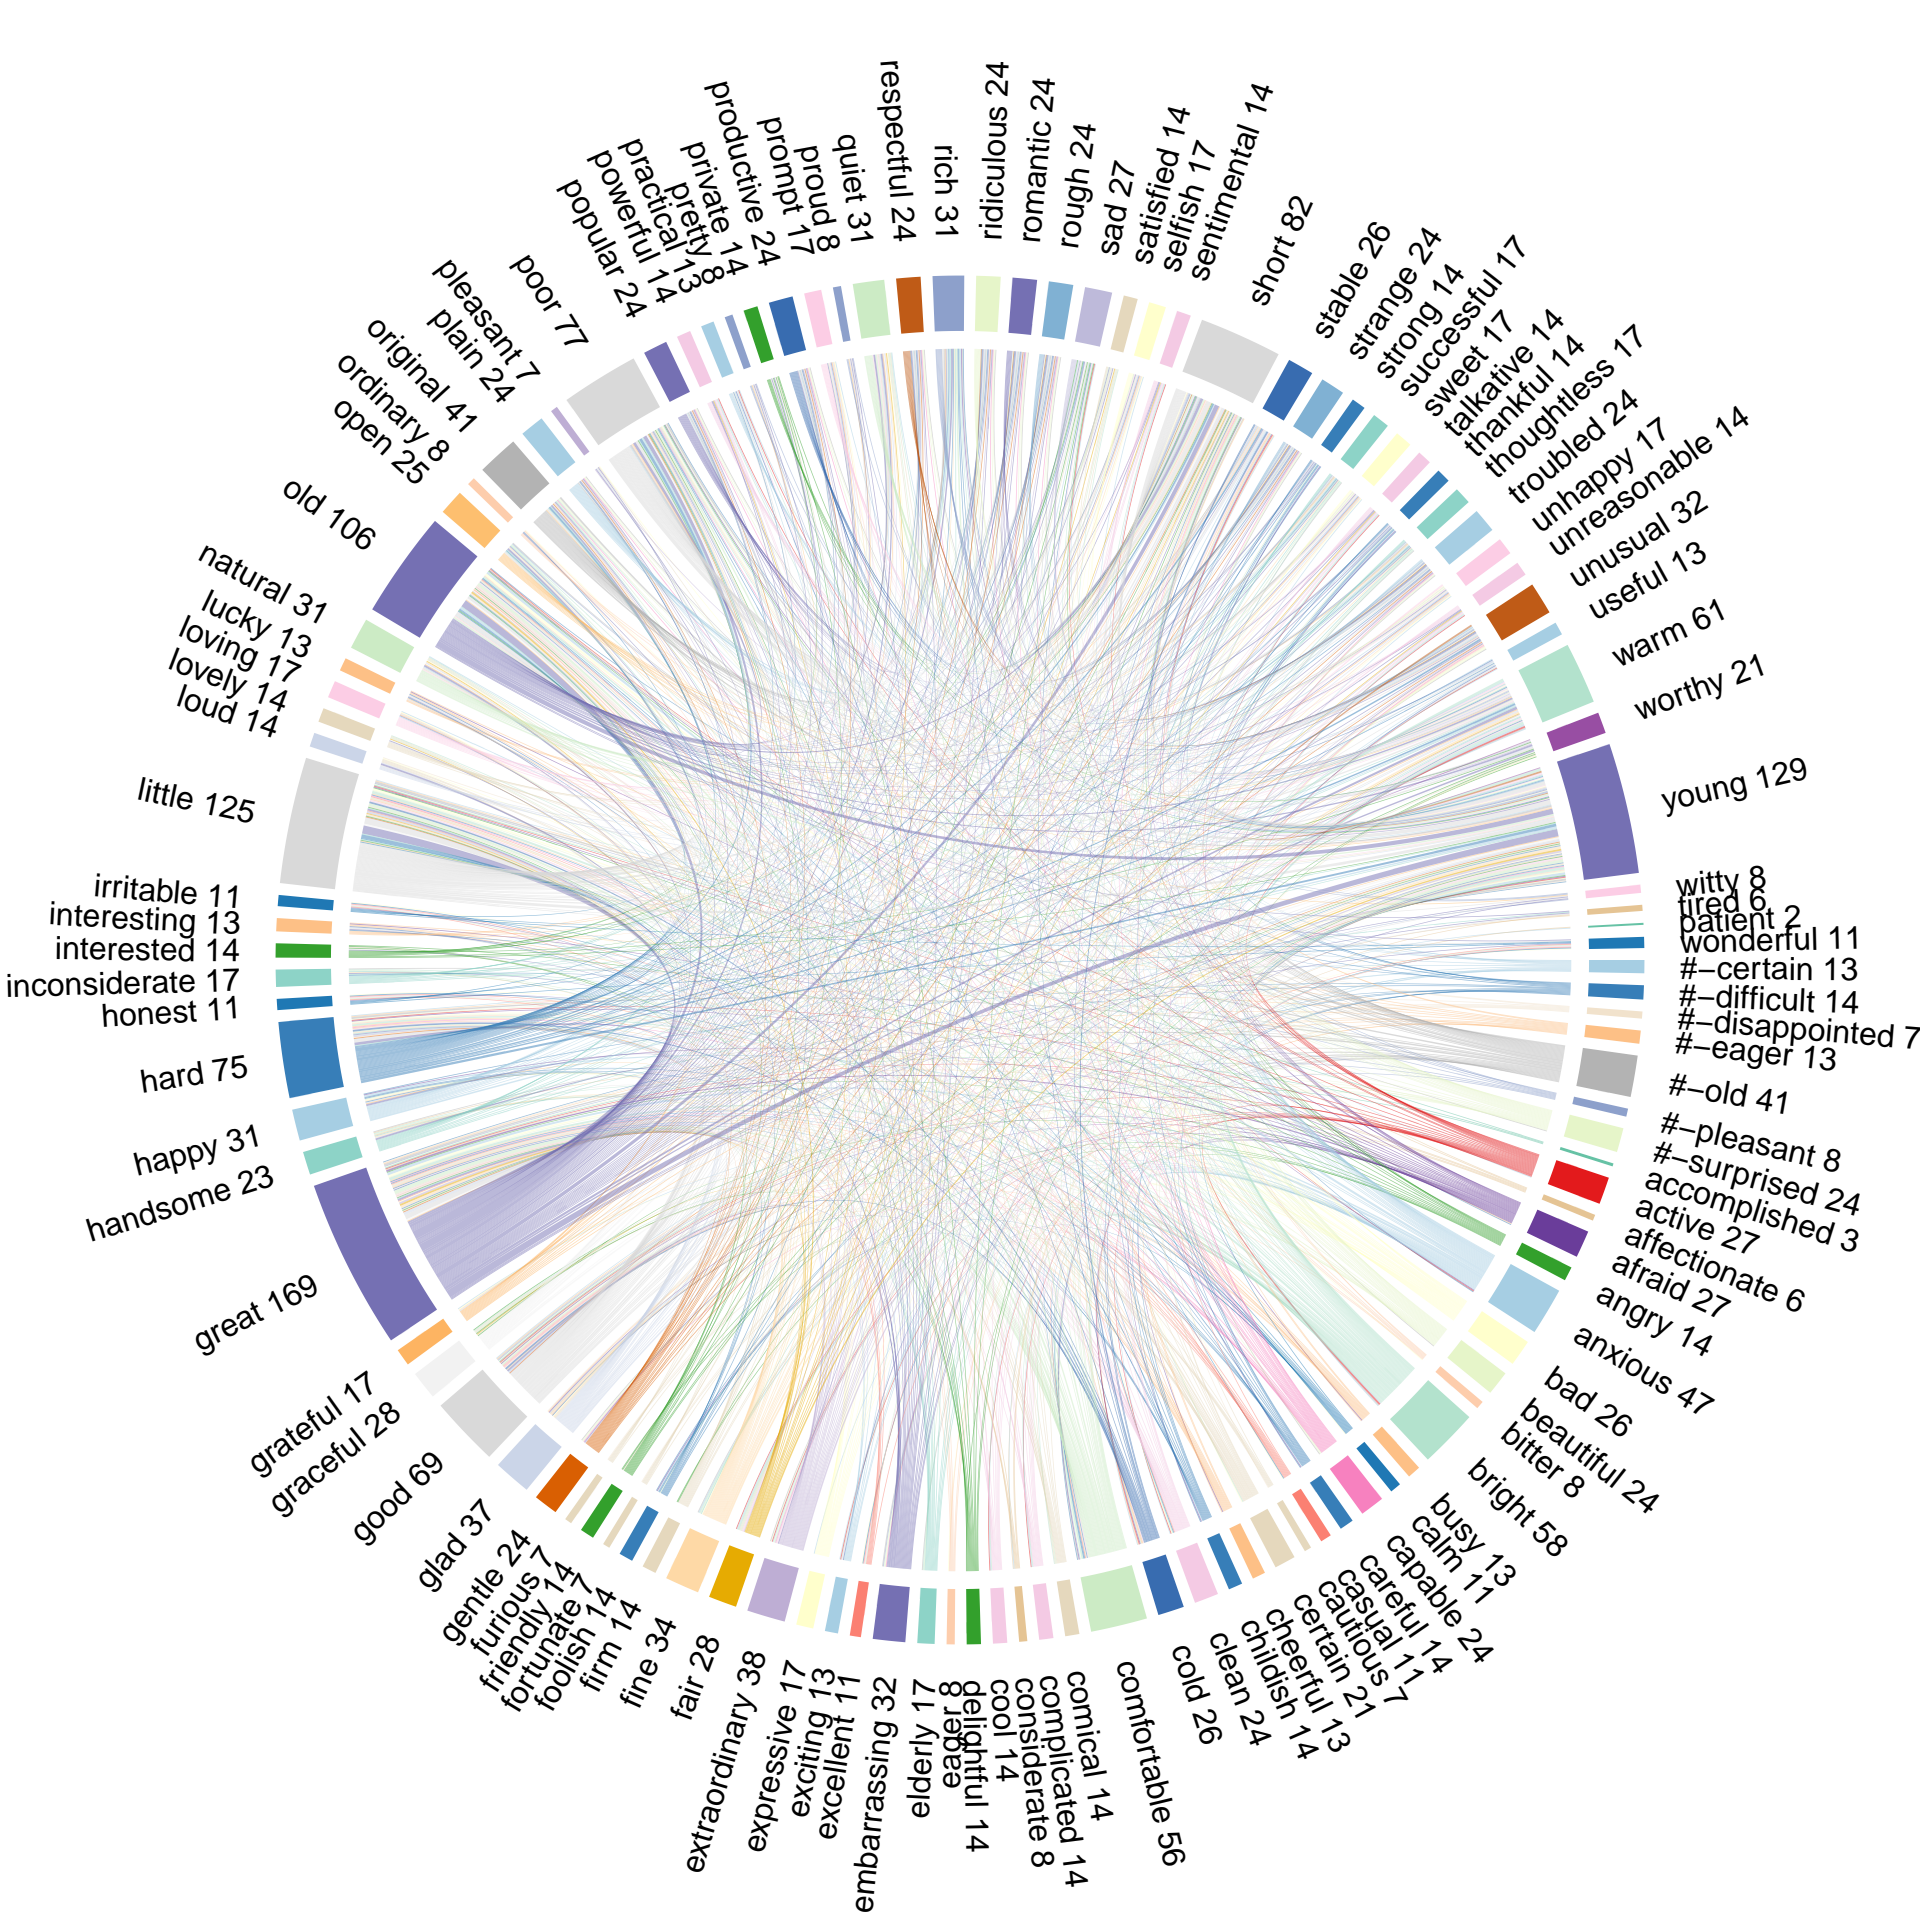 ridiculous 24
romantic 24
rough 24
sad 27
satisfied 14
selfish 17
sentimental 14
short 82
stable 26
strange 24
strong 14
successful 17
sweet 17
talkative 14
thankful 14
thoughtless 17
troubled 24
unhappy 17
unreasonable 14
unusual 32
useful 13
warm 61
worthy 21
young 129
witty 8
tired 6
patient 2
wonderful 11
#−certain 13
#−difficult 14
#−disappointed 7
#−eager 13
#−old 41
#−pleasant 8
#−surprised 24
accomplished 3
active 27
affectionate 6
afraid 27
angry 14
anxious 47
bad 26
beautiful 24
bitter 8
bright 58
busy 13
calm 11
capable 24
careful 14
casual 11
cautious 7
certain 21
cheerful 13
childish 14
clean 24
cold 26
comfortable 56
comical 14
complicated 14
considerate 8
cool 14
delightful 14
eager 8
elderly 17
embarrassing 32
excellent 11
exciting 13
expressive 17
extraordinary 38
fair 28
fine 34
firm 14
foolish 14
fortunate 7
friendly 14
furious 7
gentle 24
glad 37
good 69
graceful 28
grateful 17
great 169
handsome 23
happy 31
hard 75
honest 11
inconsiderate 17
interested 14
interesting 13
irritable 11
little 125
loud 14
lovely 14
loving 17
lucky 13
natural 31
old 106
open 25
ordinary 8
original 41
plain 24
pleasant 7
poor 77
popular 24
powerful 14
practical 13
pretty 8
private 14
productive 24
prompt 17
proud 8
quiet 31
respectful 24
rich 31